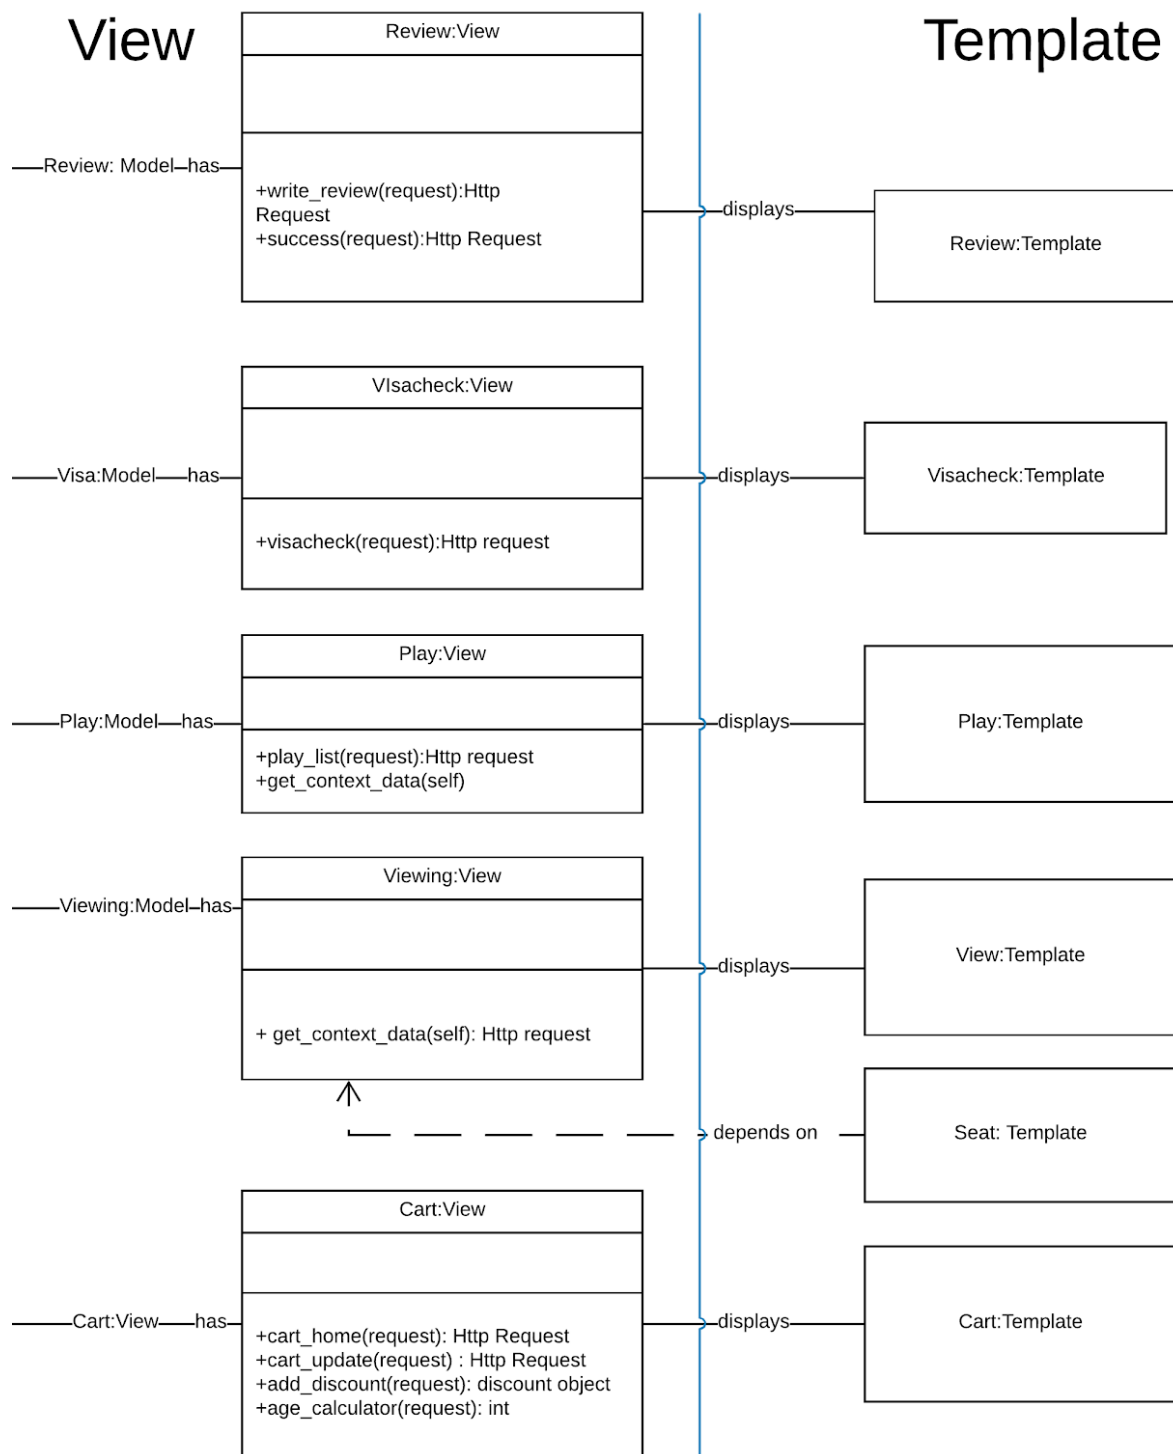 View
Template
Review:View
Review: Model
has
+write_review(request):Http
Request
+success(request):Http Request
displays
Review:Template
VIsacheck:View
Visa:Model
has
+visacheck(request):Http request
displays
Visacheck:Template
Play:View
Play:Model
has
+play_list(request):Http request
+get_context_data(self)
displays
Play:Template
Viewing:View
Viewing:Model
has
+ get_context_data(self): Http request
displays
View:Template
depends on
Seat: Template
Cart:View
Cart:View
has
+cart_home(request): Http Request
+cart_update(request) : Http Request
+add_discount(request): discount object
+age_calculator(request): int
displays
Cart:Template